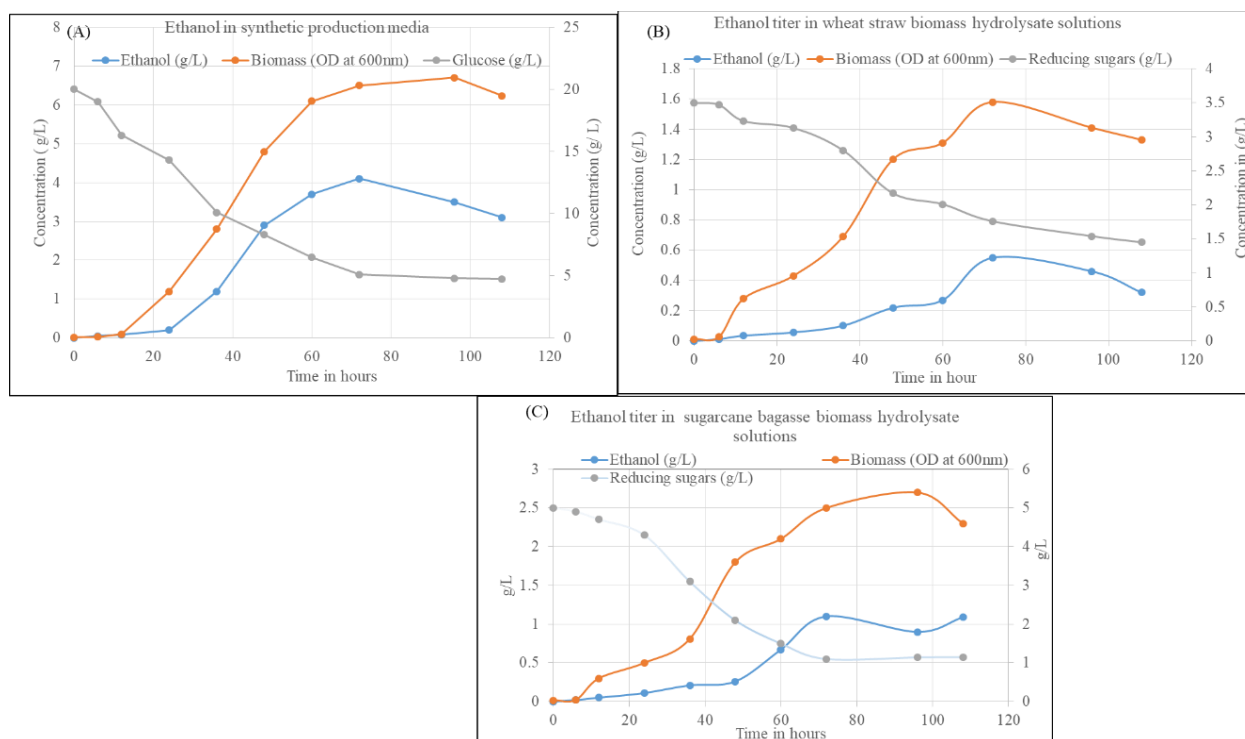 (A)
Ethanol in synthetic production media
Ethanol (g/L) Biomass (OD at 600nm) Glucose (g/L)
8 25
7
6 20
5 15
4
3 10
2
1 5
0 0
Concentration ( g/L)
Concentration (g/ L)
0 20 40 60 80 100 120
Time in hours
(B)
Ethanol titer in wheat straw biomass hydrolysate solutions
Ethanol (g/L) Biomass (OD at 600nm) Reducing sugars (g/L)
1.8 4
1.6 3.5
1.4 3
1.2 2.5
1
0.8 2
0.6 1.5
0.4 1
0.2 0.5
0 0
Concentration (g/L)
Concentration in (g/L)
0 20 40 60 80 100 120
Time in hour
(C)
Ethanol titer in sugarcane bagasse biomass hydrolysate
solutions
Ethanol (g/L) Biomass (OD at 600nm)
Reducing sugars (g/L)
3 6
2.5 5
2 4
1.5 3
1 2
0.5 1
0 0
g/L
g/L
0 20 40 60 80 100 120
Time in hours